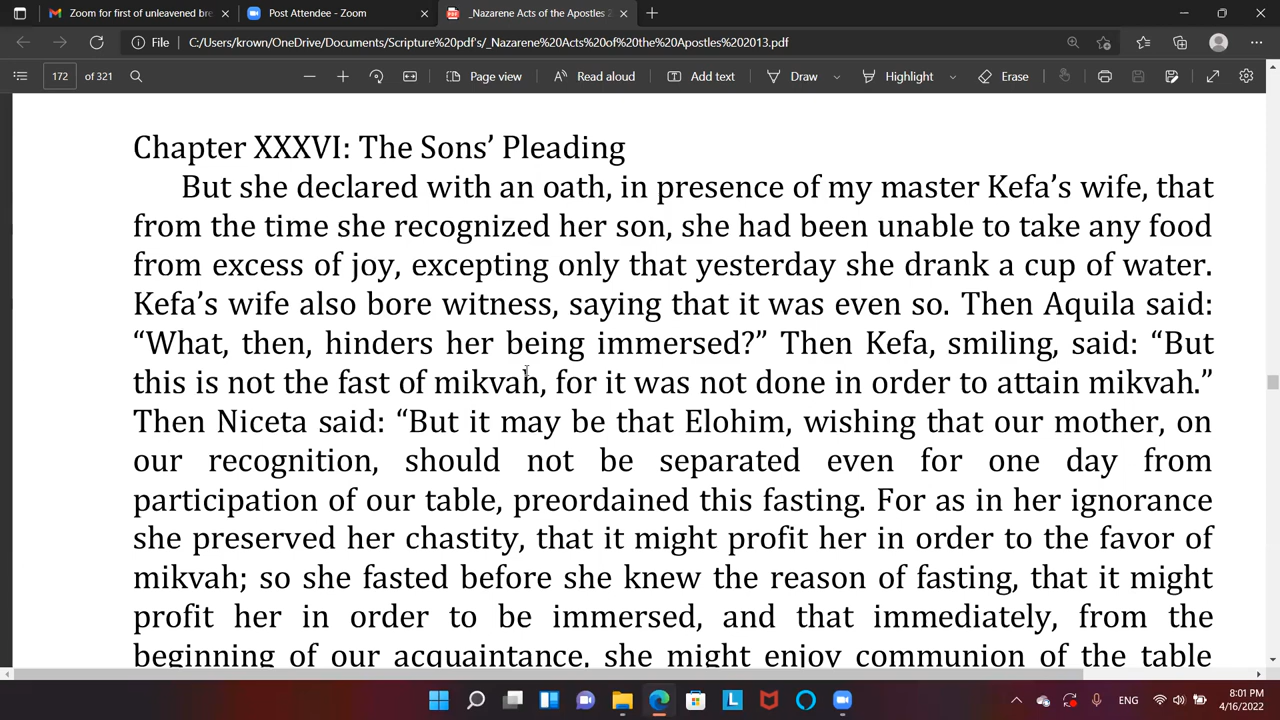 Zoom for first of unleavened bre
Post Attendee - Zoom
_Nazarene Acts of the Apostles 2
File
C:/Users/krown/OneDrive/Documents/Scripture%20pdf's/_Nazarene%20Acts%20of%20the%20Apostles%202013.pdf
172 of 321
Page view
Read aloud
Add text
Draw
Highlight
Erase
Chapter XXXVI: The Sons’ Pleading
But she declared with an oath, in presence of my master Kefa’s wife, that
from the time she recognized her son, she had been unable to take any food
from excess of joy, excepting only that yesterday she drank a cup of water.
Kefa’s wife also bore witness, saying that it was even so. Then Aquila said:
“What, then, hinders her being immersed?” Then Kefa, smiling, said: “But
this is not the fast of mikvah, for it was not done in order to attain mikvah.”
Then Niceta said: “But it may be that Elohim, wishing that our mother, on
our recognition, should not be separated even for one day from
participation of our table, preordained this fasting. For as in her ignorance
she preserved her chastity, that it might profit her in order to the favor of
mikvah; so she fasted before she knew the reason of fasting, that it might
profit her in order to be immersed, and that immediately, from the
beginning of our acquaintance, she might enjoy communion of the table
L
ENG
8:01 PM
4/16/2022